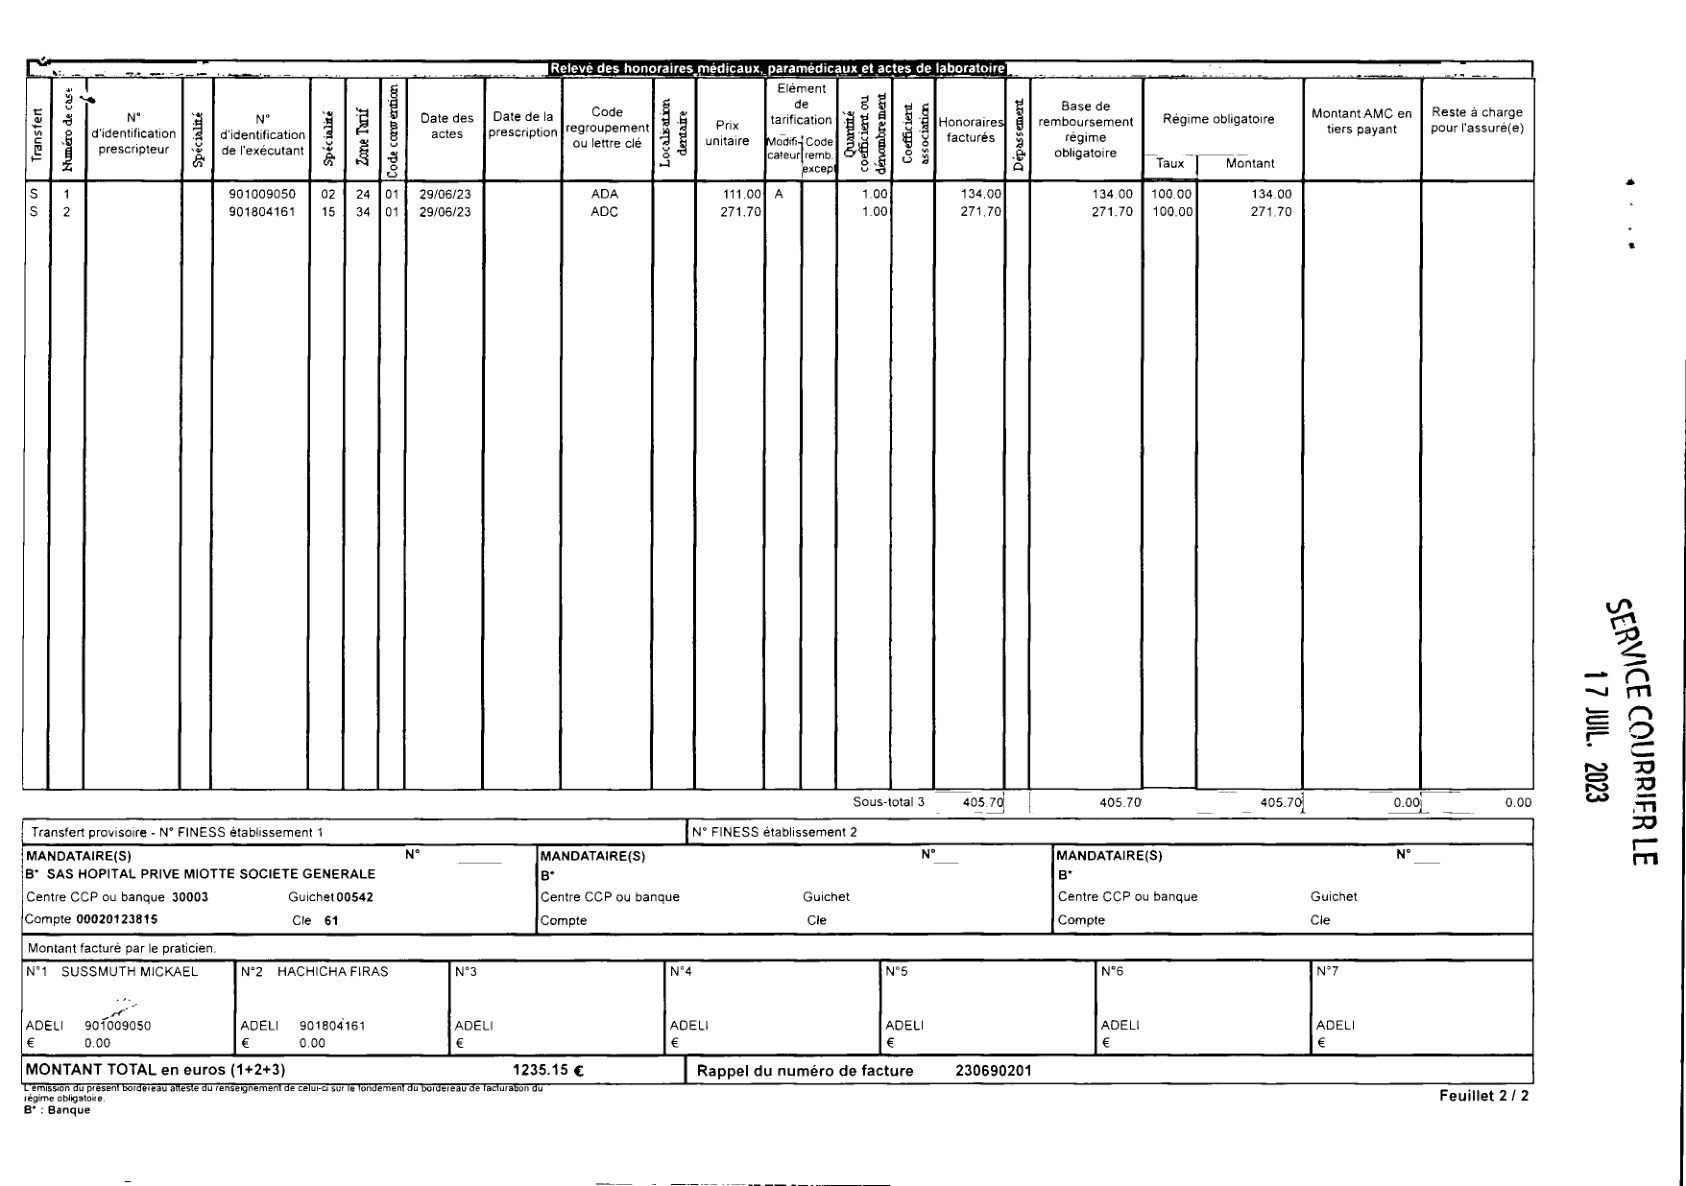 Relevé des honoraires médicaux, paramédicaux et actes de laboratoire
Transfert
Numéro de case
N° d'identification prescripteur
Spécialité
N° d'identification de l'exécutant
Spécialité
Zone Tarif
Code convention
Date des actes
Date de la prescription
Code regroupement ou lettre clé
Localisation dentaire
Prix unitaire
Elément de tarification
Modifi-cateur
Code remb. except
Quantité coefficient ou dénombrement
Coefficient association
Honoraires facturés
Dépassement
Base de remboursement régime obligatoire
Régime obligatoire
Taux Montant
Montant AMC en tiers payant
Reste à charge pour l'assuré(e)
S 1 901009050 02 24 01 29/06/23 ADA 111.00 A 1.00 134.00 134.00 100.00 134.00
S 2 901804161 15 34 01 29/06/23 ADC 271.70 1.00 271.70 271.70 100.00 271.70
Sous-total 3 405.70 405.70 405.70 0.00 0.00
Transfert provisoire - N° FINESS établissement 1 N° FINESS établissement 2
MANDATAIRE(S) N° MANDATAIRE(S) N° MANDATAIRE(S) N°
B* SAS HOPITAL PRIVE MIOTTE SOCIETE GENERALE B* B*
Centre CCP ou banque 30003 Guichet 00542 Centre CCP ou banque Guichet Centre CCP ou banque Guichet
Compte 00020123815 Cle 61 Compte Cle Compte Cle
Montant facturé par le praticien.
N°1 SUSSMUTH MICKAEL N°2 HACHICHA FIRAS N°3 N°4 N°5 N°6 N°7
ADELI 901009050 ADELI 901804161 ADELI ADELI ADELI ADELI ADELI
€ 0.00 € 0.00 € € € € €
MONTANT TOTAL en euros (1+2+3) 1235.15 € Rappel du numéro de facture 230690201
L'émission du présent bordereau atteste du renseignement de celui-ci sur le fondement du bordereau de facturation du
régime obligatoire.
B* : Banque
Feuillet 2 / 2
SERVICE COURRIER LE
17 JUIL. 2023